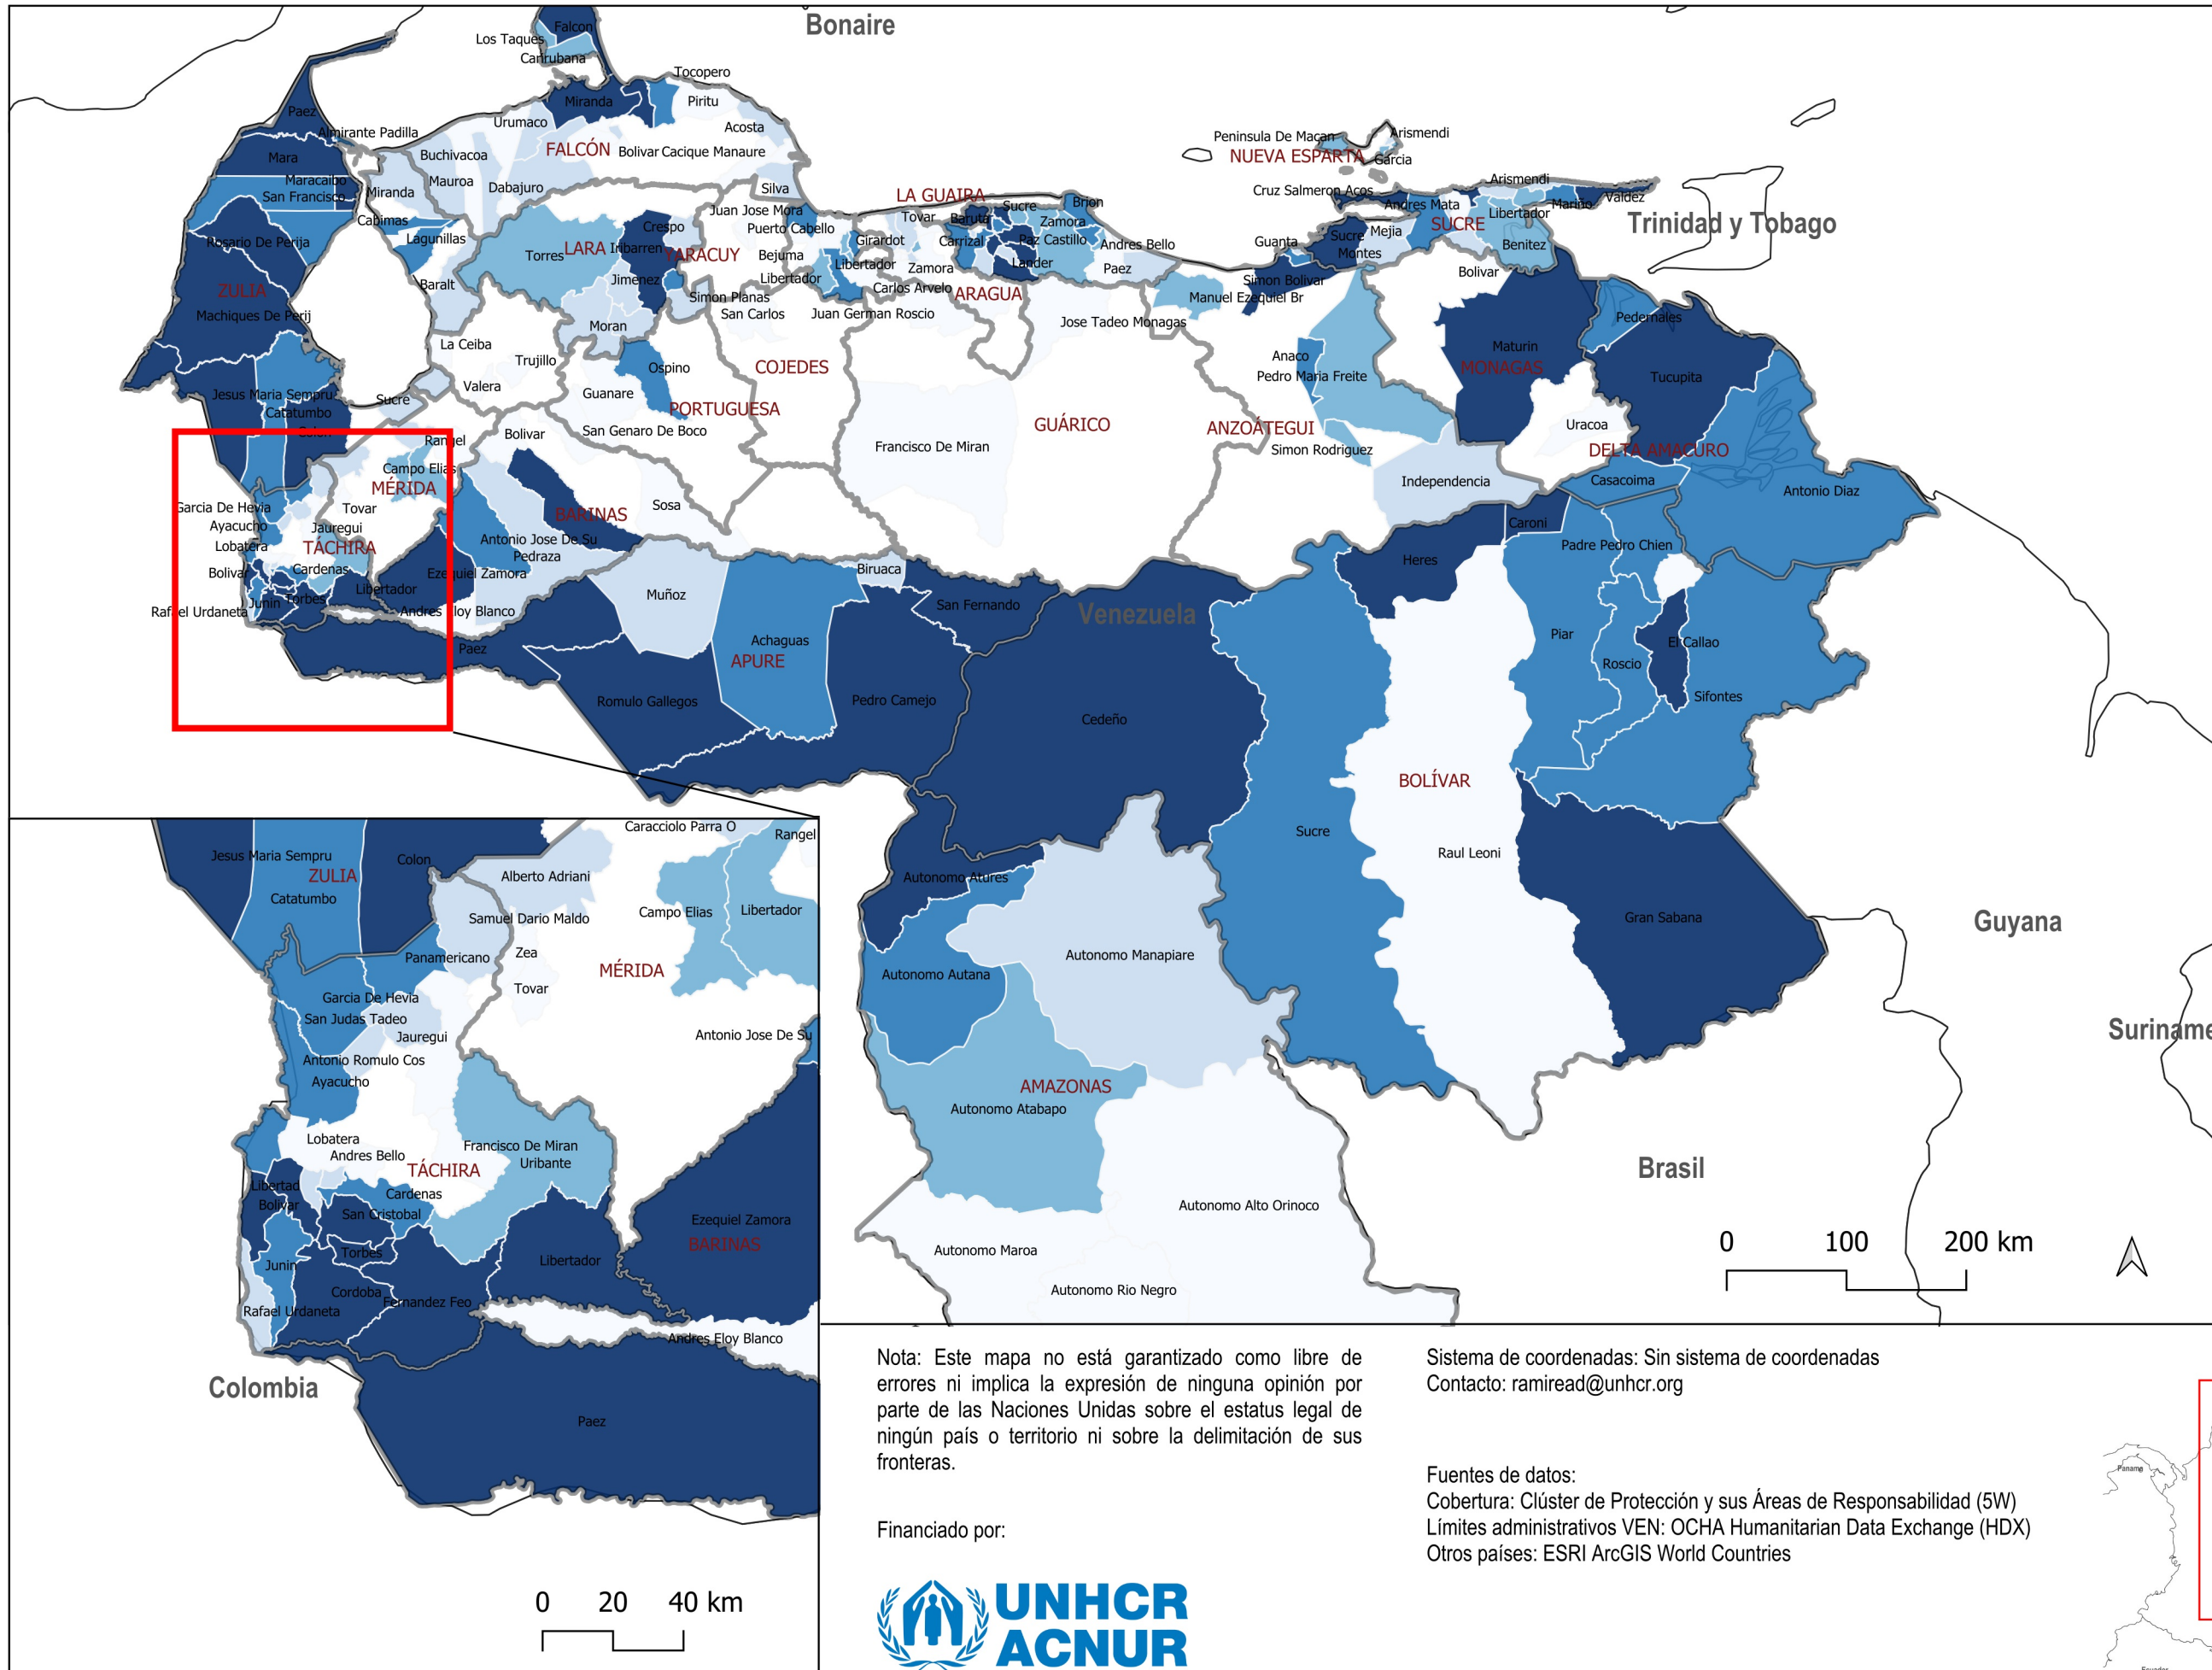 Bonaire
Falcon
Los Taques
Carirubana
Tocopero
Miranda
Piritu
Paez
Urumaco
Acosta
Almirante Padilla
Peninsula De Macan
Arismendi
FALCÓN
Bolivar
Cacique Manaure
Mara
Buchivacoa
NUEVA ESPARTA
Garcia
Maracaibo
Mauroa
Dabajuro
Miranda
San Francisco
Silva
LA GUAIRA
Cruz Salmeron Acos
Arismendi
Valdez
Andres Mata
Mariño
Cabimas
Juan Jose Mora
Tovar
Baruta
Sucre
Brion
Libertador
Crespo
Puerto Cabello
Zamora
SUCRE
Trinidad y Tobago
Rosario De Perija
Lagunillas
Torres
LARA
Iribarren
YARACUY
Bejuma
Girardot
Carrizal
Paz Castillo
Andres Bello
Guanta
Sucre
Mejia
Benitez
Libertador
Libertador
Zamora
Lander
Paez
Montes
Bolivar
Jimenez
Baralt
Simon Planas
Carlos Arvelo
ARAGUA
Simon Bolivar
Manuel Ezequiel Br
ZULIA
San Carlos
Juan German Roscio
Jose Tadeo Monagas
Machiques De Perij
Moran
Pedernales
La Ceiba
Trujillo
Ospino
COJEDES
Anaco
Maturin
MONAGAS
Tucupita
Valera
Guanare
Pedro Maria Freite
Jesus Maria Sempru
Catatumbo
Sucre
PORTUGUESA
Colon
Bolivar
San Genaro De Boco
GUÁRICO
ANZOÁTEGUI
Uracoa
Rangel
Francisco De Miran
Simon Rodriguez
DELTA AMACURO
Campo Elias
MÉRIDA
Independencia
Casacoima
Antonio Diaz
Garcia De Hevia
Tovar
Sosa
BARINAS
Ayacucho
Jauregui
Caroni
Lobatera
TÁCHIRA
Antonio Jose De Su
Pedraza
Padre Pedro Chien
Bolivar
Cardenas
Ezequiel Zamora
Biruaca
Heres
Libertador
Muñoz
San Fernando
Rafael Urdaneta
Junin
Torbes
Andres Eloy Blanco
Venezuela
Achaguas
APURE
Piar
El Callao
Paez
Roscio
Romulo Gallegos
Pedro Camejo
Cedeño
Sifontes
BOLÍVAR
Sucre
Raul Leoni
Autonomo Atures
Gran Sabana
Guyana
Autonomo Manapiare
Autonomo Autana
Suriname
AMAZONAS
Autonomo Atabapo
Brasil
Autonomo Alto Orinoco
Autonomo Maroa
Autonomo Rio Negro
0 100 200 km
Caracciolo Parra O
Rangel
Jesus Maria Sempru
Colon
ZULIA
Alberto Adriani
Catatumbo
Samuel Dario Maldo
Campo Elias
Libertador
Panamericano
Zea
MÉRIDA
Tovar
Garcia De Hevia
San Judas Tadeo
Jauregui
Antonio Jose De Su
Antonio Romulo Cos
Ayacucho
Lobatera
Andres Bello
Francisco De Miran
Uribante
TÁCHIRA
Libertad
Bolivar
Cardenas
San Cristobal
Ezequiel Zamora
BARINAS
Torbes
Junin
Libertador
Cordoba
Fernandez Feo
Rafael Urdaneta
Andres Eloy Blanco
Colombia
Paez
0 20 40 km
Nota: Este mapa no está garantizado como libre de
errores ni implica la expresión de ninguna opinión por
parte de las Naciones Unidas sobre el estatus legal de
ningún país o territorio ni sobre la delimitación de sus
fronteras.
Financiado por:
UNHCR
ACNUR
Sistema de coordenadas: Sin sistema de coordenadas
Contacto: ramiread@unhcr.org
Fuentes de datos:
Cobertura: Clúster de Protección y sus Áreas de Responsabilidad (5W)
Límites administrativos VEN: OCHA Humanitarian Data Exchange (HDX)
Otros países: ESRI ArcGIS World Countries
Panama
Ecuador